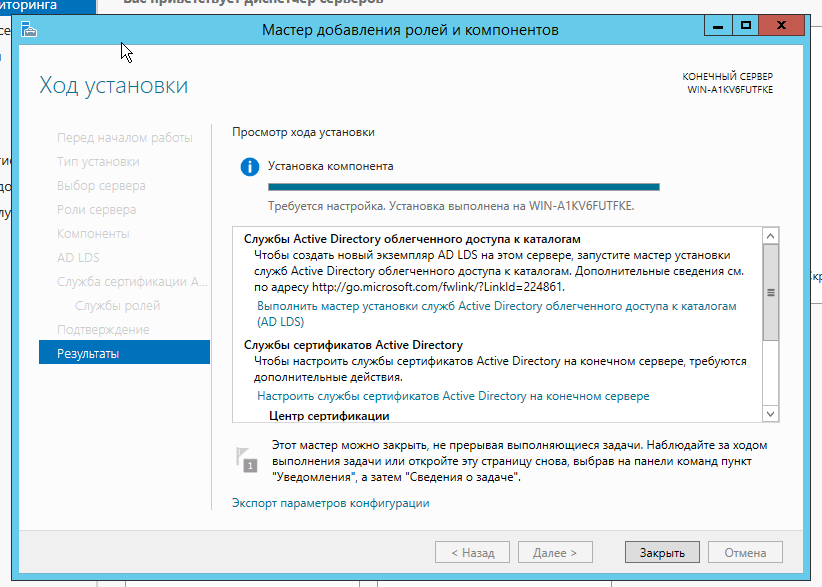 иторинга
Вас приветствует диспетчер серверов
Мастер добавления ролей и компонентов
Ход установки
КОНЕЧНЫЙ СЕРВЕР
WIN-A1KV6FUTFKE
Перед началом работы
Тип установки
Выбор сервера
Роли сервера
Компоненты
AD LDS
Служба сертификации A...
Службы ролей
Подтверждение
Результаты
Просмотр хода установки
Установка компонента
Требуется настройка. Установка выполнена на WIN-A1KV6FUTFKE.
Службы Active Directory облегченного доступа к каталогам
Чтобы создать новый экземпляр AD LDS на этом сервере, запустите мастер установки
служб Active Directory облегченного доступа к каталогам. Дополнительные сведения см.
по адресу http://go.microsoft.com/fwlink/?LinkId=224861.
Выполнить мастер установки служб Active Directory облегченного доступа к каталогам
(AD LDS)
Службы сертификатов Active Directory
Чтобы настроить службы сертификатов Active Directory на конечном сервере, требуются
дополнительные действия.
Настроить службы сертификатов Active Directory на конечном сервере
Центр сертификации
1
Этот мастер можно закрыть, не прерывая выполняющиеся задачи. Наблюдайте за ходом
выполнения задачи или откройте эту страницу снова, выбрав на панели команд пункт
"Уведомления", а затем "Сведения о задаче".
Экспорт параметров конфигурации
< Назад
Далее >
Закрыть
Отмена